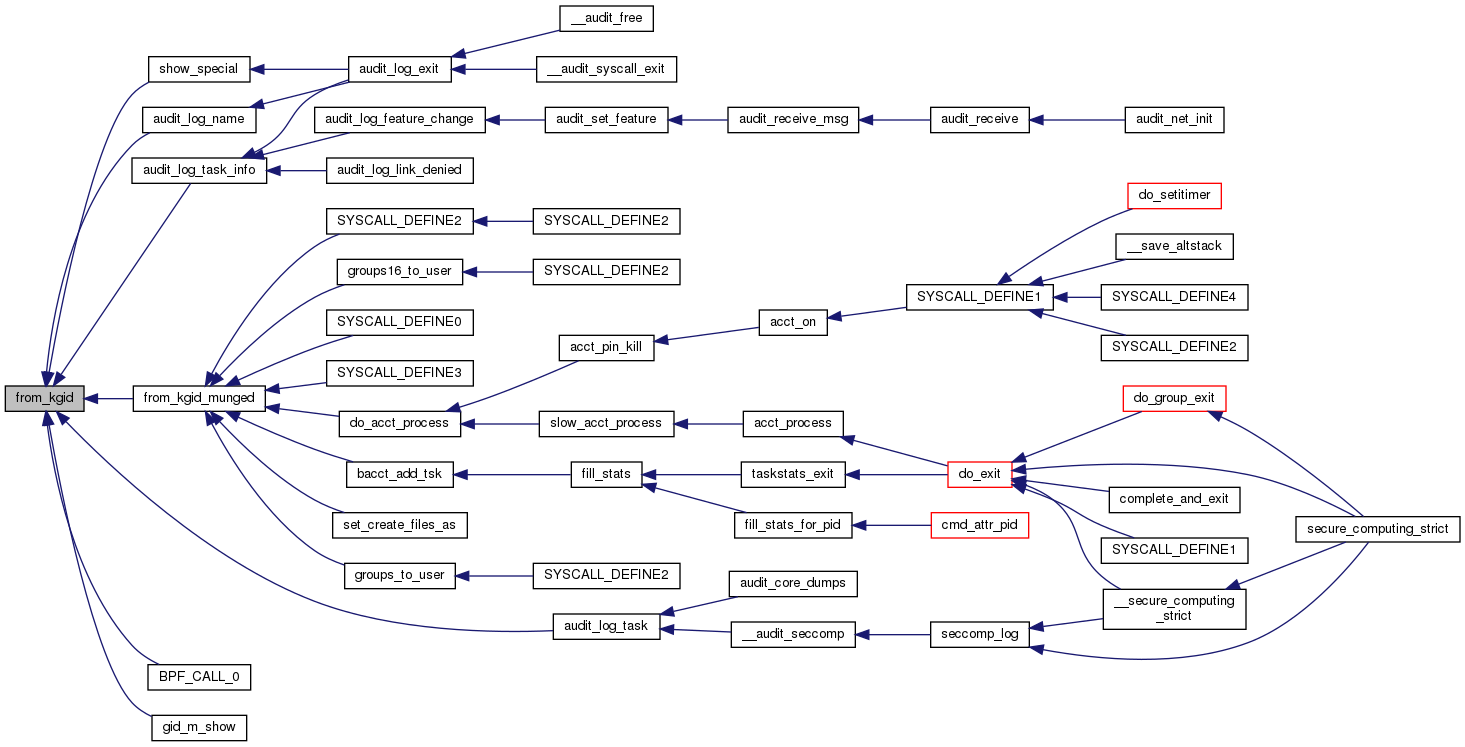 __audit_free
show_special
audit_log_exit
__audit_syscall_exit
audit_log_name
audit_log_feature_change
audit_set_feature
audit_receive_msg
audit_receive
audit_net_init
audit_log_task_info
audit_log_link_denied
do_setitimer
SYSCALL_DEFINE2
SYSCALL_DEFINE2
__save_altstack
groups16_to_user
SYSCALL_DEFINE2
SYSCALL_DEFINE1
SYSCALL_DEFINE4
SYSCALL_DEFINE0
acct_on
acct_pin_kill
SYSCALL_DEFINE2
SYSCALL_DEFINE3
from_kgid
from_kgid_munged
do_group_exit
do_acct_process
slow_acct_process
acct_process
bacct_add_tsk
fill_stats
taskstats_exit
do_exit
complete_and_exit
set_create_files_as
fill_stats_for_pid
cmd_attr_pid
secure_computing_strict
SYSCALL_DEFINE1
groups_to_user
SYSCALL_DEFINE2
audit_core_dumps
__secure_computing
_strict
audit_log_task
__audit_seccomp
seccomp_log
BPF_CALL_0
gid_m_show